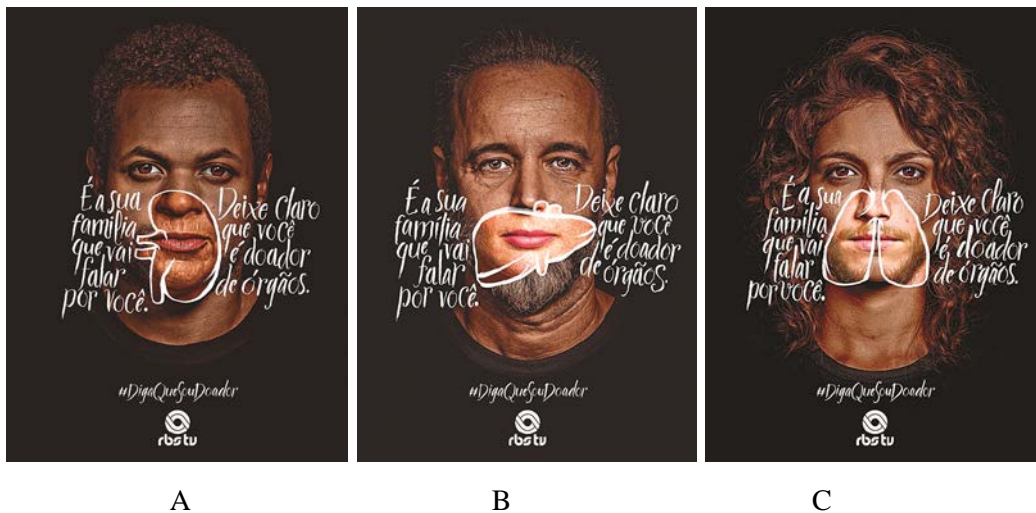 É a sua
família
que vai
falar
por você.
Deixe claro
que você
é doador
de órgãos.
#DigaQueSouDoador
rbs tv
É a sua
família
que vai
falar
por você.
Deixe claro
que você
é doador
de órgãos.
#DigaQueSouDoador
rbs tv
É a sua
família
que vai
falar
por você.
Deixe claro
que você
é doador
de órgãos.
#DigaQueSouDoador
rbs tv
A
B
C